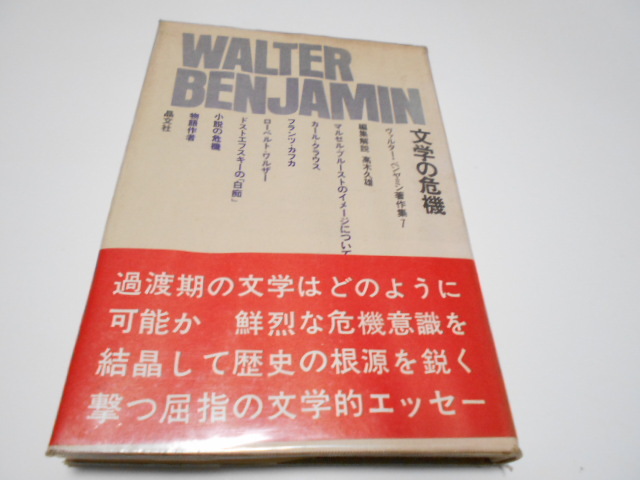 WALTER
BENJAMIN
文学の危機
ヴァルター・ベンヤミン著作集7
編集解説 高木久雄
マルセル・プルーストのイメージについて
カール・クラウス
フランツ・カフカ
ローベルト・ワルザー
ドストエフスキーの「白痴」
小説の危機
物語作者
晶文社
過渡期の文学はどのように
可能か 鮮烈な危機意識を
結晶して歴史の根源を鋭く
撃つ屈指の文学的エッセー